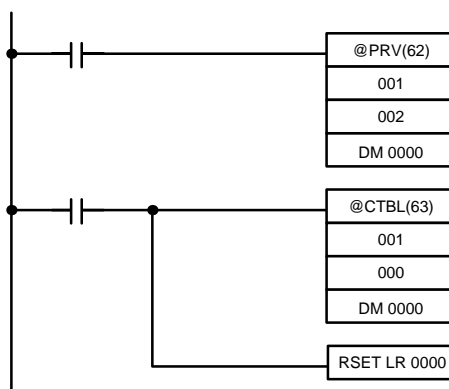 @PRV(62)
001
002
DM 0000
@CTBL(63)
001
000
DM 0000
RSET LR 0000